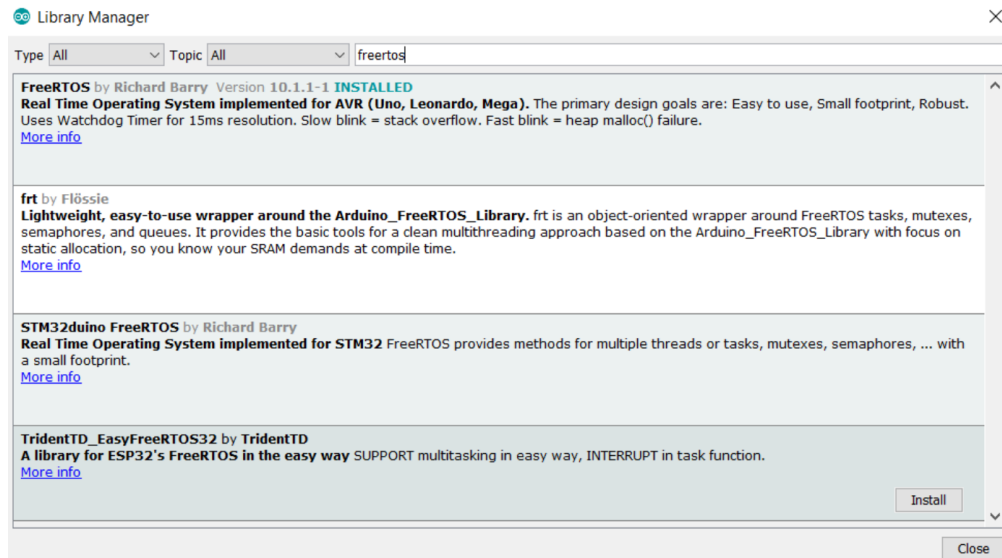 Library Manager
Type All Topic All freertos
FreeRTOS by Richard Barry Version 10.1.1-1 INSTALLED
Real Time Operating System implemented for AVR (Uno, Leonardo, Mega). The primary design goals are: Easy to use, Small footprint, Robust.
Uses Watchdog Timer for 15ms resolution. Slow blink = stack overflow. Fast blink = heap malloc() failure.
More info
frt by Flössie
Lightweight, easy-to-use wrapper around the Arduino_FreeRTOS_Library. frt is an object-oriented wrapper around FreeRTOS tasks, mutexes,
semaphores, and queues. It provides the basic tools for a clean multithreading approach based on the Arduino_FreeRTOS_Library with focus on
static allocation, so you know your SRAM demands at compile time.
More info
STM32duino FreeRTOS by Richard Barry
Real Time Operating System implemented for STM32 FreeRTOS provides methods for multiple threads or tasks, mutexes, semaphores, ... with
a small footprint.
More info
TridentTD_EasyFreeRTOS32 by TridentTD
A library for ESP32's FreeRTOS in the easy way SUPPORT multitasking in easy way, INTERRUPT in task function.
More info
Install
Close